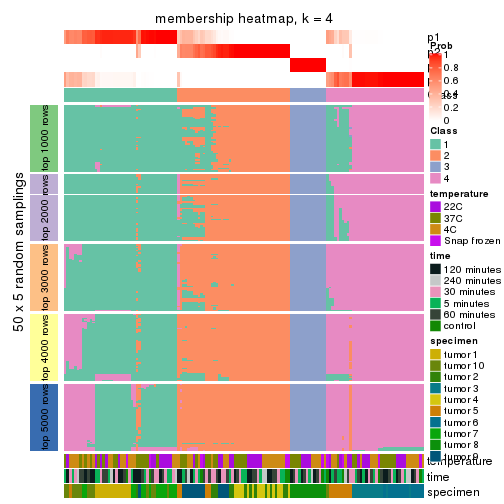 membership heatmap, k = 4
p1
p2
Prob
1
0.8
0.6
0.4
0.2
0
Class
1
2
3
4
temperature
22C
37C
4C
Snap frozen
time
120 minutes
240 minutes
30 minutes
5 minutes
60 minutes
control
specimen
tumor 1
tumor 10
tumor 2
tumor 3
tumor 4
tumor 5
tumor 6
tumor 7
tumor 8
tumor 9
50 x 5 random samplings
top 1000 rows
top 2000 rows
top 3000 rows
top 4000 rows
top 5000 rows
temperature
time
specimen